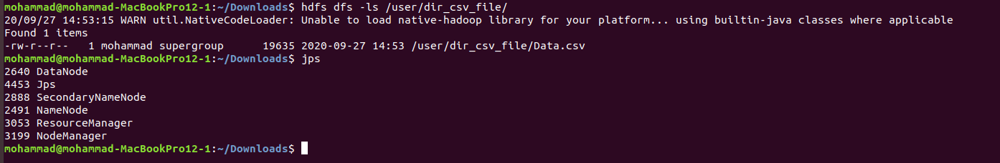 mohammad@mohammad-MacBookPro12-1:~/Downloads$ hdfs dfs -ls /user/dir_csv_file/
20/09/27 14:53:15 WARN util.NativeCodeLoader: Unable to load native-hadoop library for your platform... using builtin-java classes where applicable
Found 1 items
-rw-r--r--   1 mohammad supergroup      19635 2020-09-27 14:53 /user/dir_csv_file/Data.csv
mohammad@mohammad-MacBookPro12-1:~/Downloads$ jps
2640 DataNode
4453 Jps
2888 SecondaryNameNode
2491 NameNode
3053 ResourceManager
3199 NodeManager
mohammad@mohammad-MacBookPro12-1:~/Downloads$